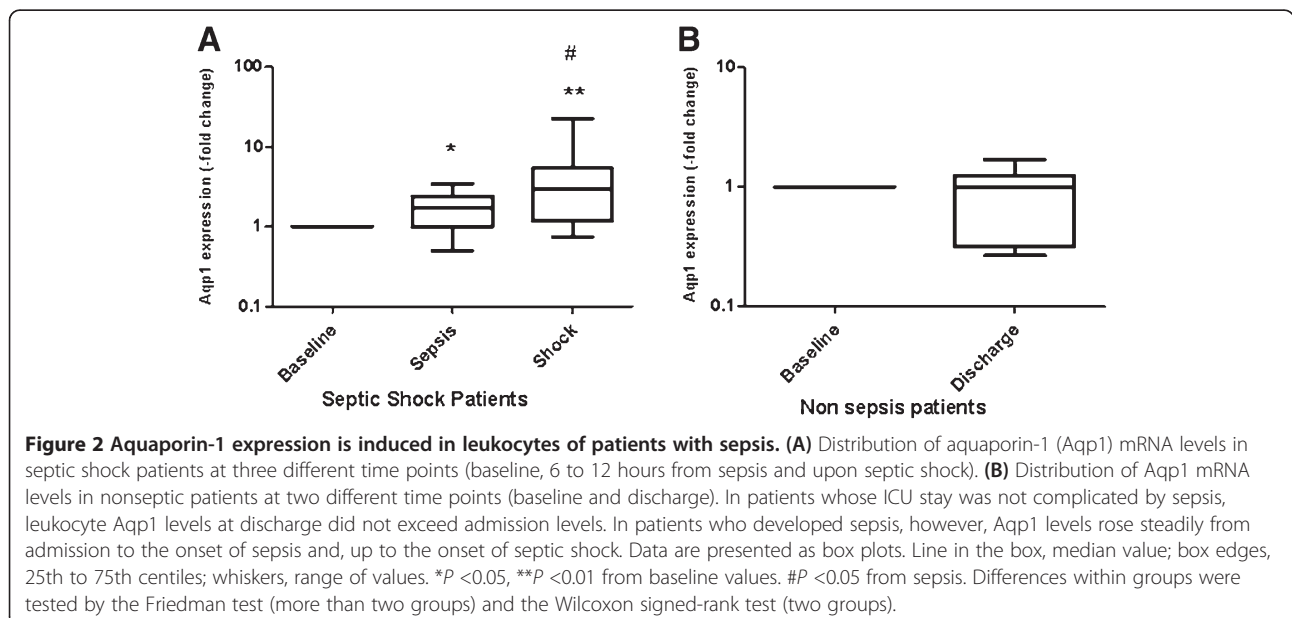 A
B
#
**
*
Aqp1 expression (-fold change)
100
10
1
0.1
Baseline
Sepsis
Shock
Septic Shock Patients
Aqp1 expression (-fold change)
10
1
0.1
Baseline
Discharge
Non sepsis patients
Figure 2 Aquaporin-1 expression is induced in leukocytes of patients with sepsis. (A) Distribution of aquaporin-1 (Aqp1) mRNA levels in
septic shock patients at three different time points (baseline, 6 to 12 hours from sepsis and upon septic shock). (B) Distribution of Aqp1 mRNA
levels in nonseptic patients at two different time points (baseline and discharge). In patients whose ICU stay was not complicated by sepsis,
leukocyte Aqp1 levels at discharge did not exceed admission levels. In patients who developed sepsis, however, Aqp1 levels rose steadily from
admission to the onset of sepsis and, up to the onset of septic shock. Data are presented as box plots. Line in the box, median value; box edges,
25th to 75th centiles; whiskers, range of values. *P <0.05, **P <0.01 from baseline values. #P <0.05 from sepsis. Differences within groups were
tested by the Friedman test (more than two groups) and the Wilcoxon signed-rank test (two groups).